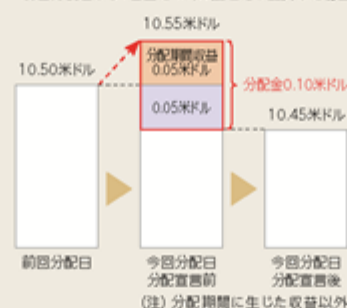 10.55米ドル
10.50米ドル
分配期間収益
0.05米ドル
分配金0.10米ドル
0.05米ドル
10.45米ドル
前回分配日
今回分配日
分配宣言前
今回分配日
分配宣言後
(注) 分配期間に生じた収益以外